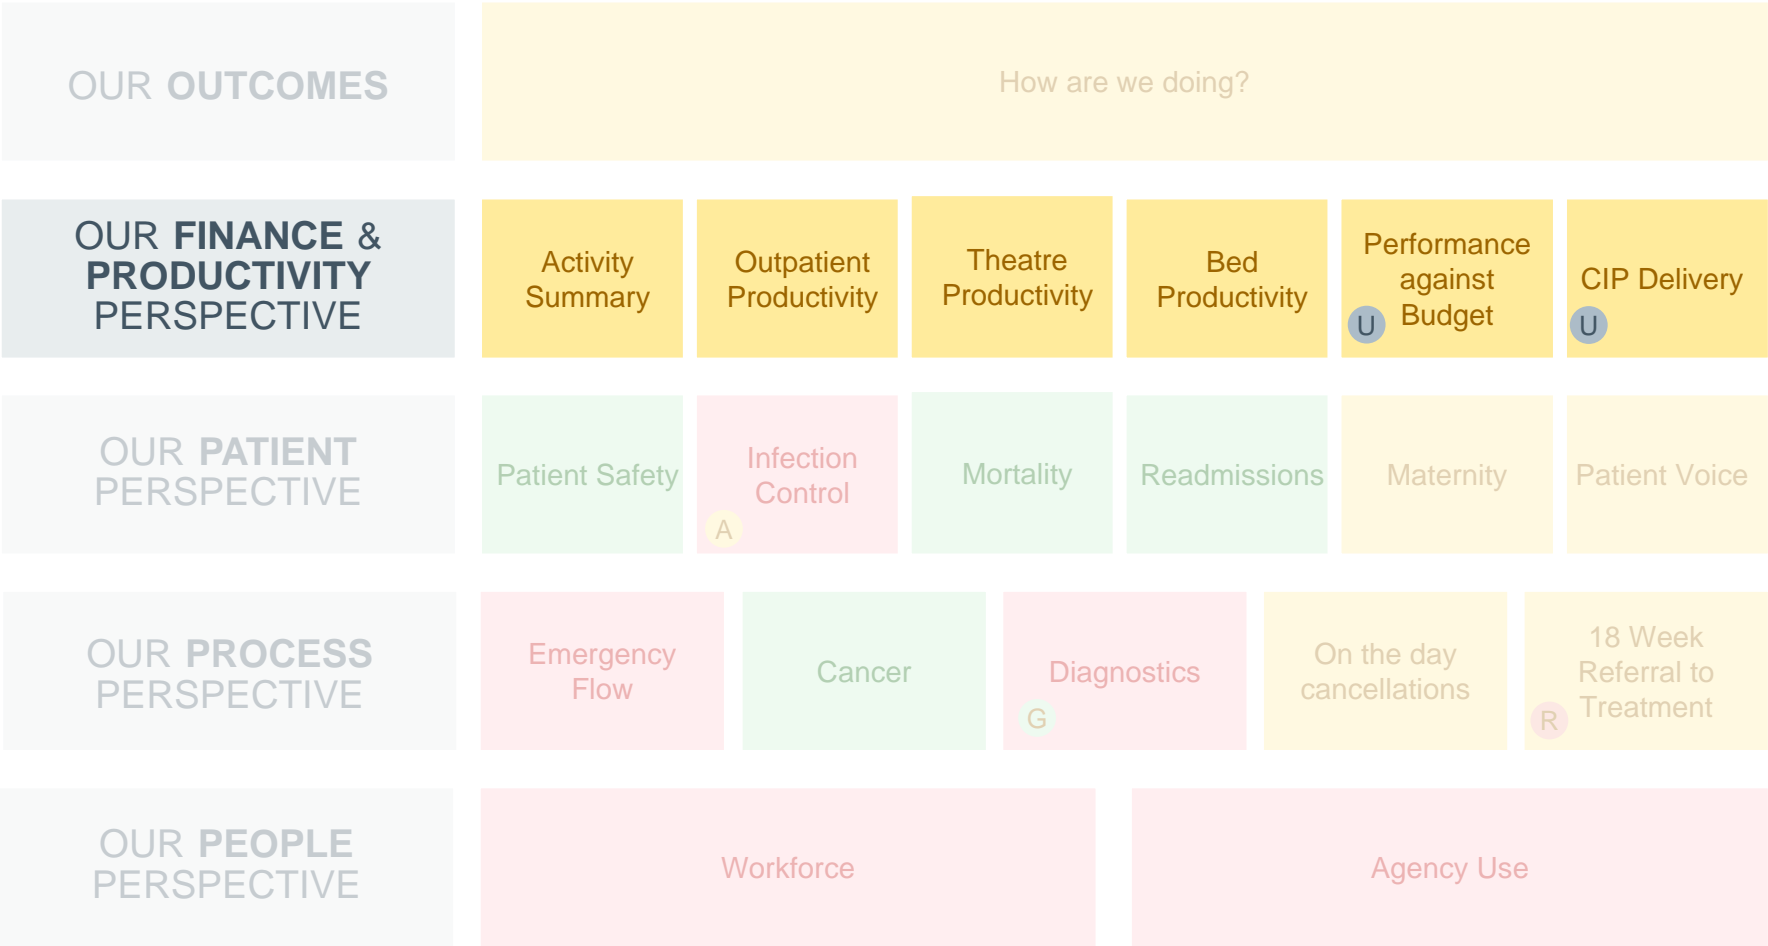 OUR OUTCOMES
How are we doing?
OUR FINANCE &
PRODUCTIVITY
PERSPECTIVE
Activity
Summary
Outpatient
Productivity
Theatre
Productivity
Bed
Productivity
Performance
against
Budget
U
CIP Delivery
U
OUR PATIENT
PERSPECTIVE
Patient Safety
Infection
Control
A
Mortality
Readmissions
Maternity
Patient Voice
OUR PROCESS
PERSPECTIVE
Emergency
Flow
Cancer
Diagnostics
G
On the day
cancellations
18 Week
Referral to
Treatment
R
OUR PEOPLE
PERSPECTIVE
Workforce
Agency Use